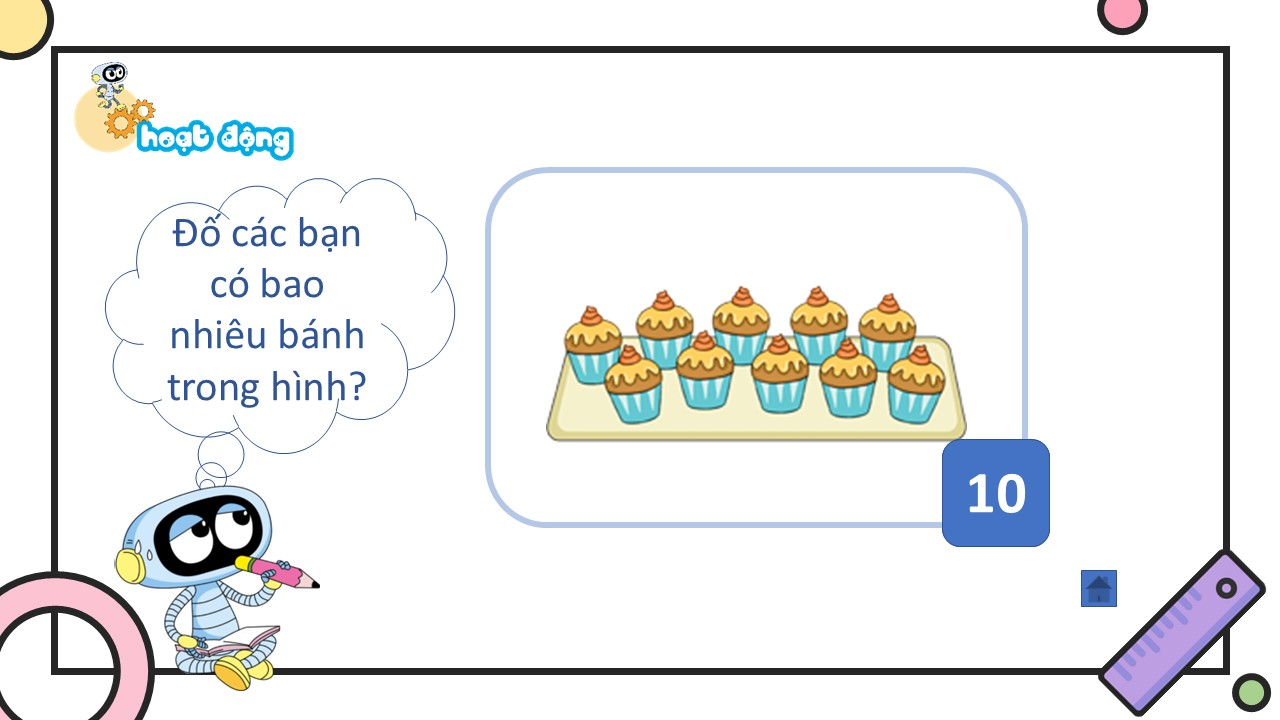 hoạt động
Đố các bạn
có bao
nhiêu bánh
trong hình?
10